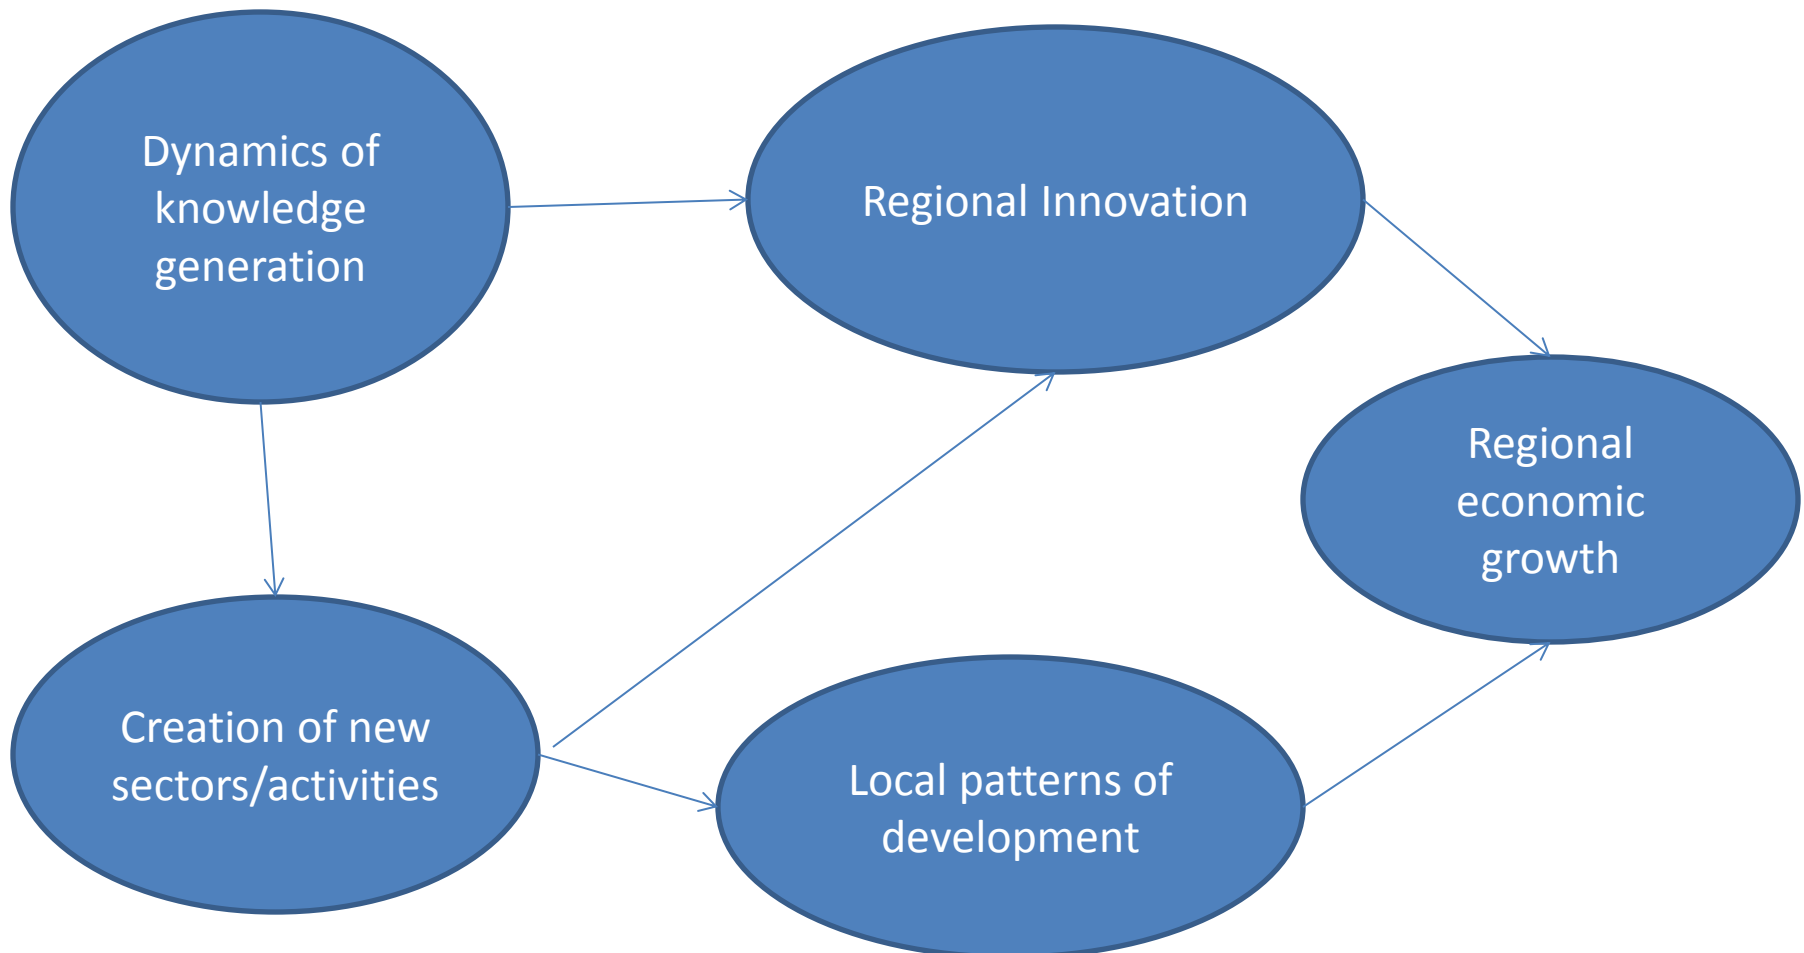 Dynamics of
knowledge
generation
Regional Innovation
Regional
economic
growth
Creation of new
sectors/activities
Local patterns of
development